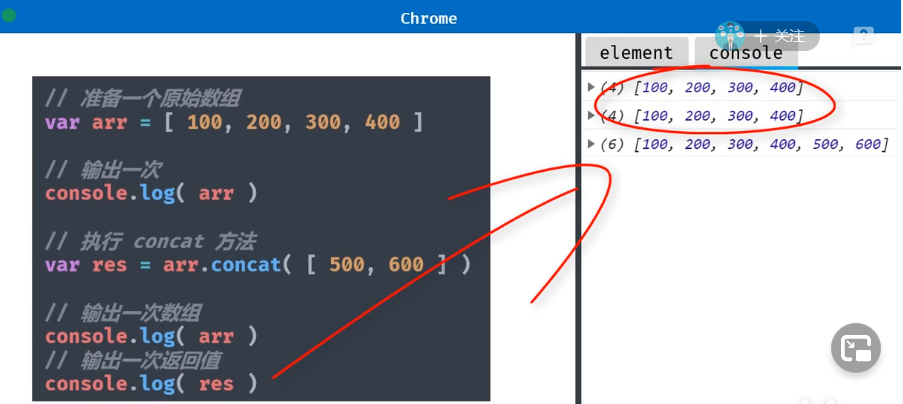 Chrome
+ 关注
element console
// 准备一个原始数组
var arr = [ 100, 200, 300, 400 ]
// 输出一次
console.log( arr )
// 执行 concat 方法
var res = arr.concat( [ 500, 600 ] )
// 输出一次数组
console.log( arr )
// 输出一次返回值
console.log( res )
(4) [100, 200, 300, 400]
(4) [100, 200, 300, 400]
(6) [100, 200, 300, 400, 500, 600]